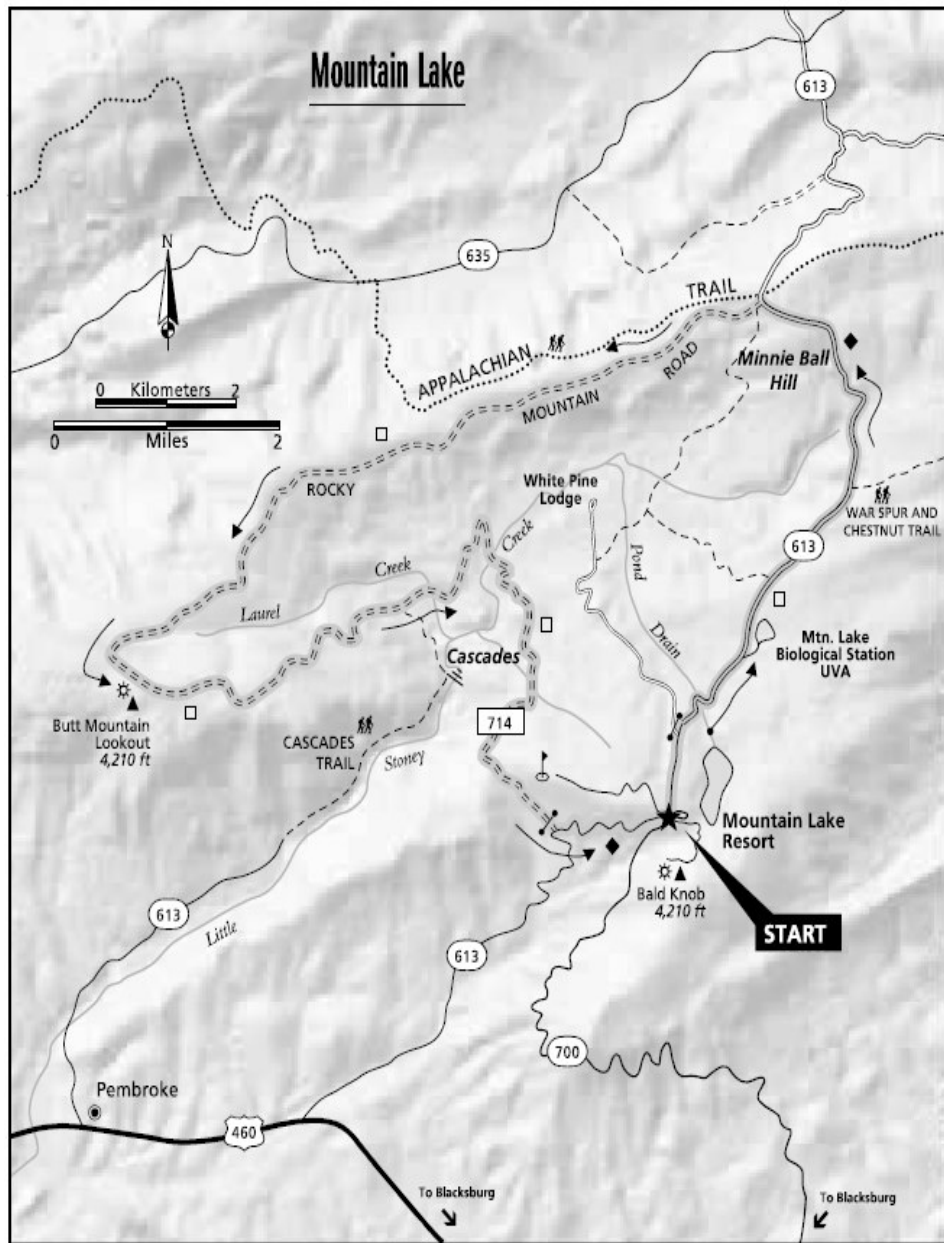 Mountain Lake
613
N
635
TRAIL
APPALACHIAN
MOUNTAIN
ROAD
Minnie Ball
Hill
0 Kilometers 2
0 Miles 2
ROCKY
White Pine
Lodge
Creek
WAR SPUR AND
CHESTNUT TRAIL
613
Pond
Drain
Laurel
Creek
Cascades
Mtn. Lake
Biological Station
UVA
Butt Mountain
Lookout
4,210 ft
714
CASCADES
TRAIL
Stoney
Mountain Lake
Resort
Bald Knob
4,210 ft
START
613
Little
613
700
Pembroke
460
To Blacksburg
To Blacksburg